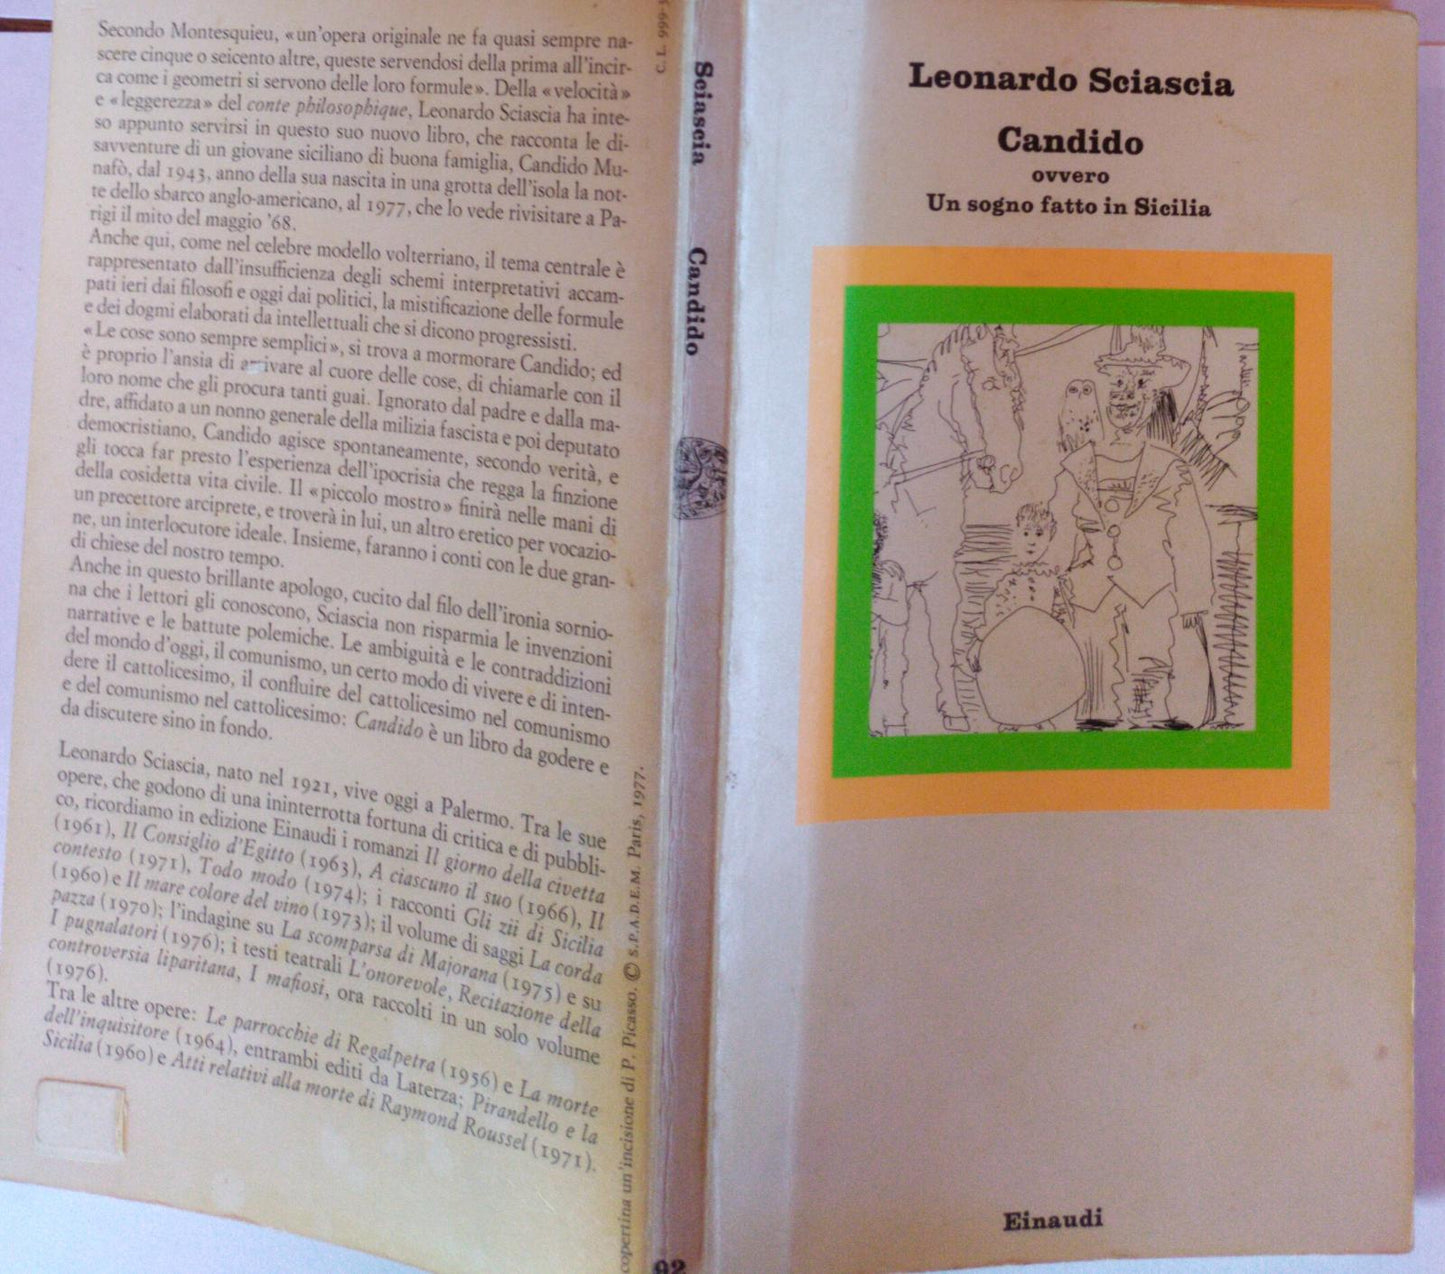 Secondo Montesquieu, «un'opera originale ne fa quasi sempre na-
scere cinque o seicento altre, queste servendosi della prima all'incir-
ca come i geometri si servono delle loro formule». Della «velocità»
e «leggerezza» del conte philosophique, Leonardo Sciascia ha inte-
so appunto servirsi in questo suo nuovo libro, che racconta le di-
savventure di un giovane siciliano di buona famiglia, Candido Mu-
nafò, dal 1943, anno della sua nascita in una grotta dell'isola la not-
te dello sbarco anglo-americano, al 1977, che lo vede rivisitare a Pa-
rigi il mito del maggio '68.
Anche qui, come nel celebre modello volterriano, il tema centrale è
rappresentato dall'insufficienza degli schemi interpretativi accam-
pati ieri dai filosofi e oggi dai politici, la mistificazione delle formule
e dei dogmi elaborati da intellettuali che si dicono progressisti.
«Le cose sono sempre semplici», si trova a mormorare Candido; ed
è proprio l'ansia di arrivare al cuore delle cose, di chiamarle con il
loro nome che gli procura tanti guai. Ignorato dal padre e dalla ma-
dre, affidato a un nonno generale della milizia fascista e poi deputato
democristiano, Candido agisce spontaneamente, secondo verità, e
gli tocca far presto l'esperienza dell'ipocrisia che regga la finzione
della cosidetta vita civile. Il «piccolo mostro» finirà nelle mani di
un precettore arciprete, e troverà in lui, un altro eretico per vocazio-
ne, un interlocutore ideale. Insieme, faranno i conti con le due gran-
di chiese del nostro tempo.
Anche in questo brillante apologo, cucito dal filo dell'ironia sornio-
na che i lettori gli conoscono, Sciascia non risparmia le invenzioni
narrative e le battute polemiche. Le ambiguità e le contraddizioni
del mondo d'oggi, il comunismo, un certo modo di vivere e di inten-
dere il cattolicesimo, il confluire del cattolicesimo nel comunismo
e del comunismo nel cattolicesimo: Candido è un libro da godere e
da discutere sino in fondo.
Leonardo Sciascia, nato nel 1921, vive oggi a Palermo. Tra le sue
opere, che godono di una ininterrotta fortuna di critica e di pubbli-
co, ricordiamo in edizione Einaudi i romanzi Il giorno della civetta
(1961), Il Consiglio d'Egitto (1963), A ciascuno il suo (1966), Il
contesto (1971), Todo modo (1974); i racconti Gli zii di Sicilia
(1960) e Il mare colore del vino (1973); il volume di saggi La corda
pazza (1970); l'indagine su La scomparsa di Majorana (1975) e su
I pugnalatori (1976); i testi teatrali L'onorevole, Recitazione della
controversia liparitana, I mafiosi, ora raccolti in un solo volume
(1976).
Tra le altre opere: Le parrocchie di Regalpetra (1956) e La morte
dell'inquisitore (1964), entrambi editi da Laterza; Pirandello e la
Sicilia (1960) e Atti relativi alla morte di Raymond Roussel (1971).
copertina un'incisione di P. Picasso. © S.P.A.D.E.M. Paris, 1977.
C. L. 999
Sciascia
Candido
92
Leonardo Sciascia
Candido
ovvero
Un sogno fatto in Sicilia
Einaudi